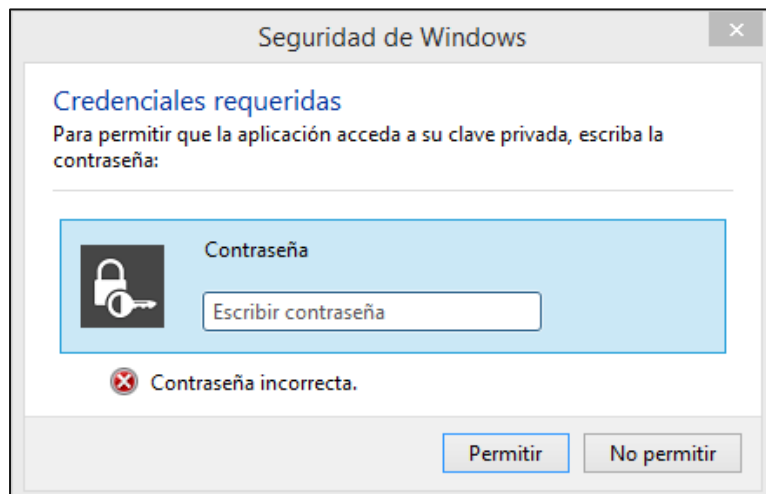 Seguridad de Windows
Credenciales requeridas
Para permitir que la aplicación acceda a su clave privada, escriba la
contraseña:
Contraseña
Escribir contraseña
Contraseña incorrecta.
Permitir
No permitir